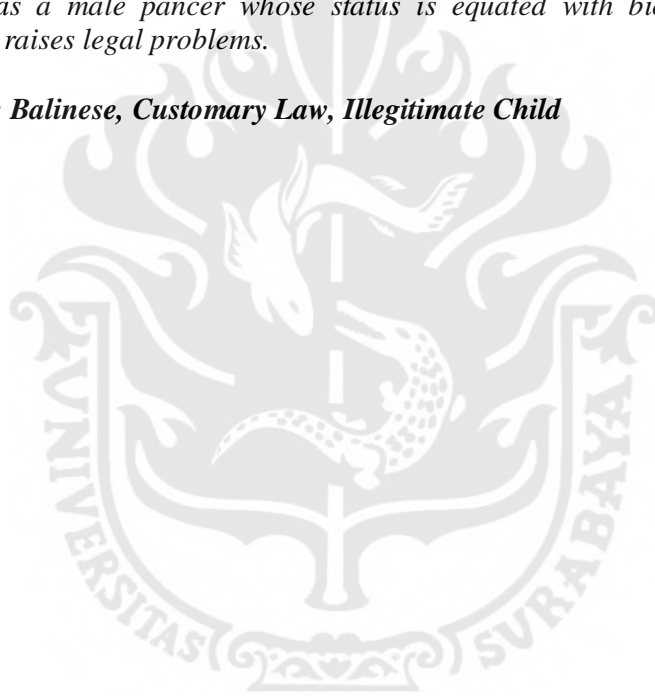 as a male pancer whose status is equated with
raises legal problems.
Balinese, Customary Law, Illegitimate Child
UNIVERSITAS SURABAYA